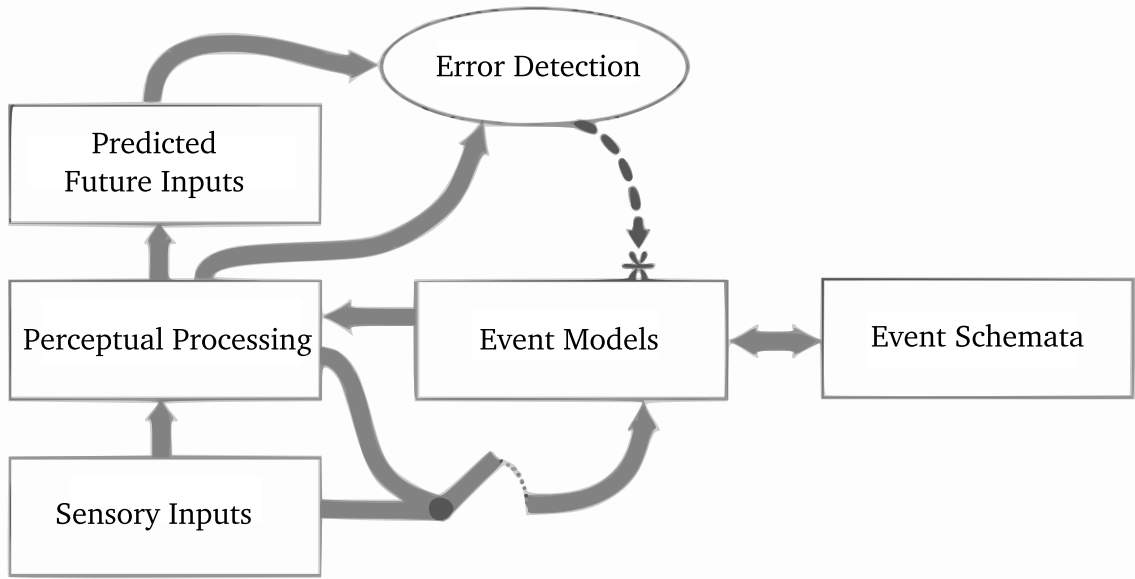 Error Detection
Predicted
Future Inputs
Perceptual Processing
Event Models
Event Schemata
Sensory Inputs